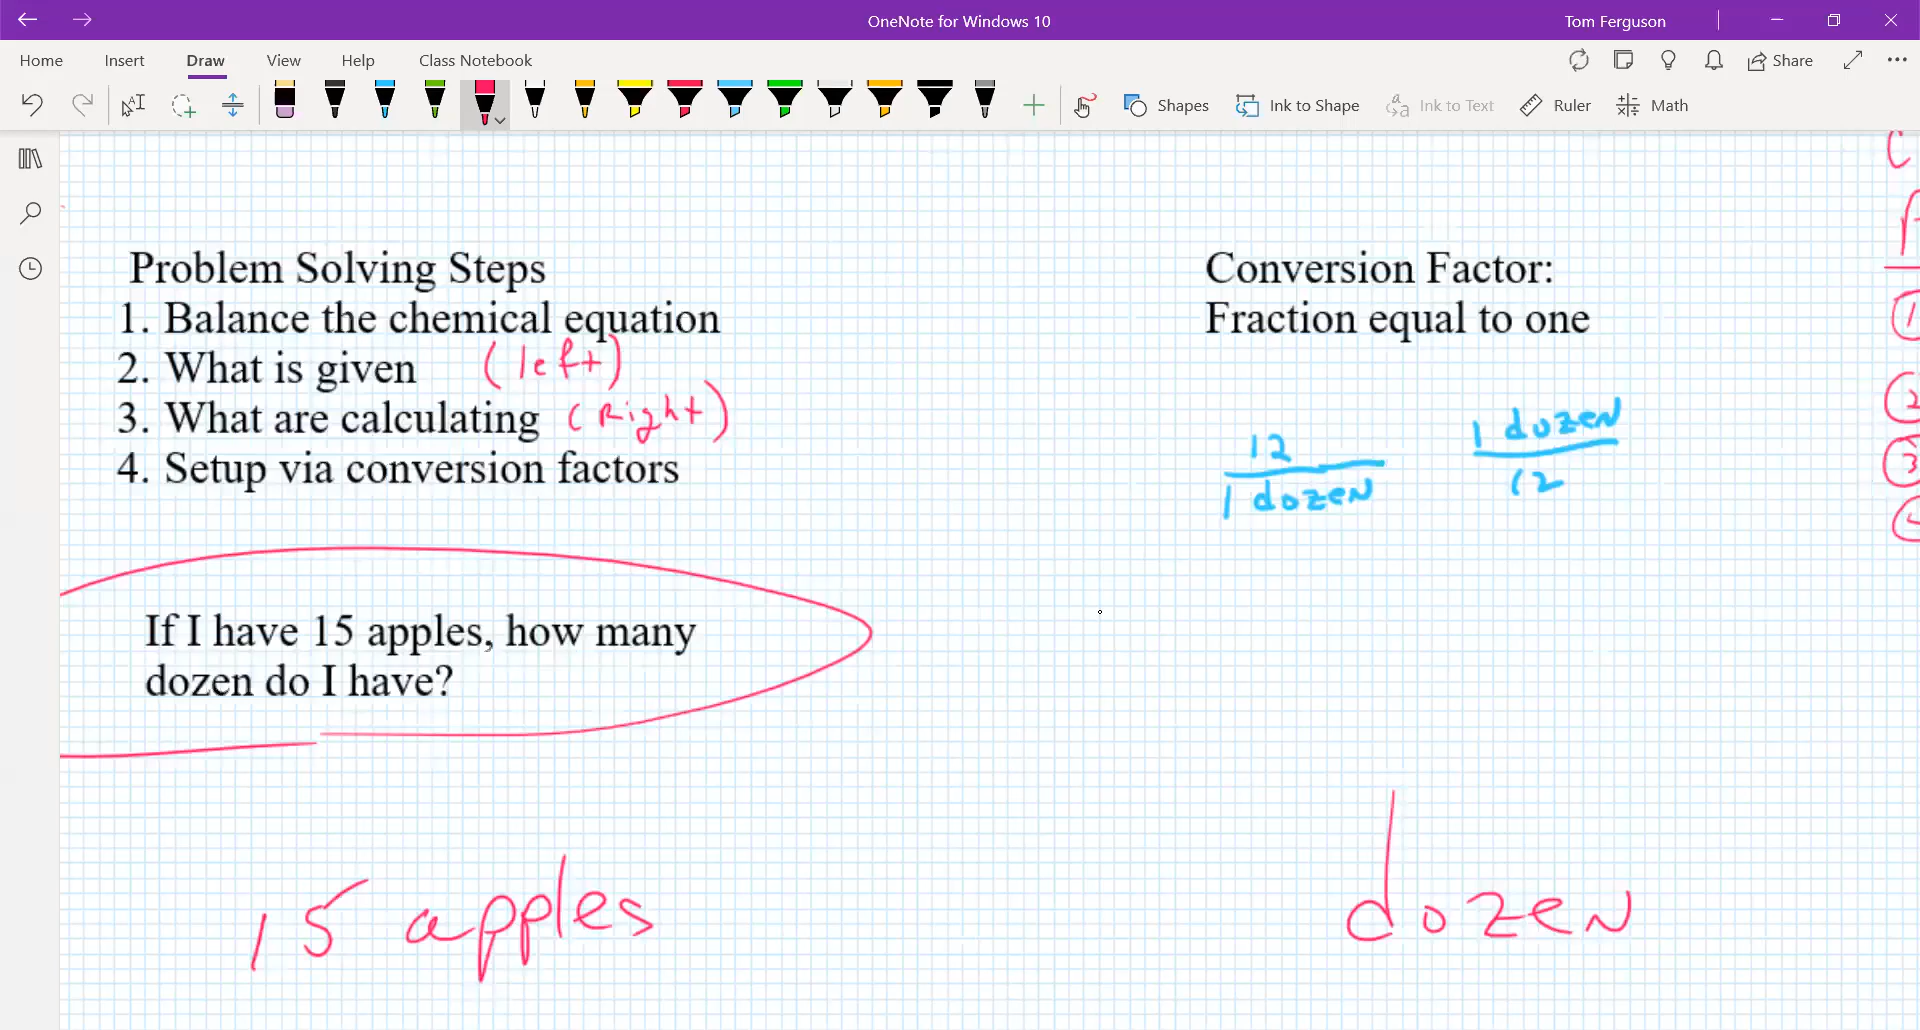 OneNote for Windows 10
Tom Ferguson
Home Insert Draw View Help Class Notebook
Share
Shapes Ink to Shape Ink to Text Ruler Math
Problem Solving Steps
1. Balance the chemical equation
2. What is given (left)
3. What are calculating (Right)
4. Setup via conversion factors
Conversion Factor:
Fraction equal to one
12
1 dozen
1 dozen
12
If I have 15 apples, how many
dozen do I have?
15 apples
dozen
1
2
3